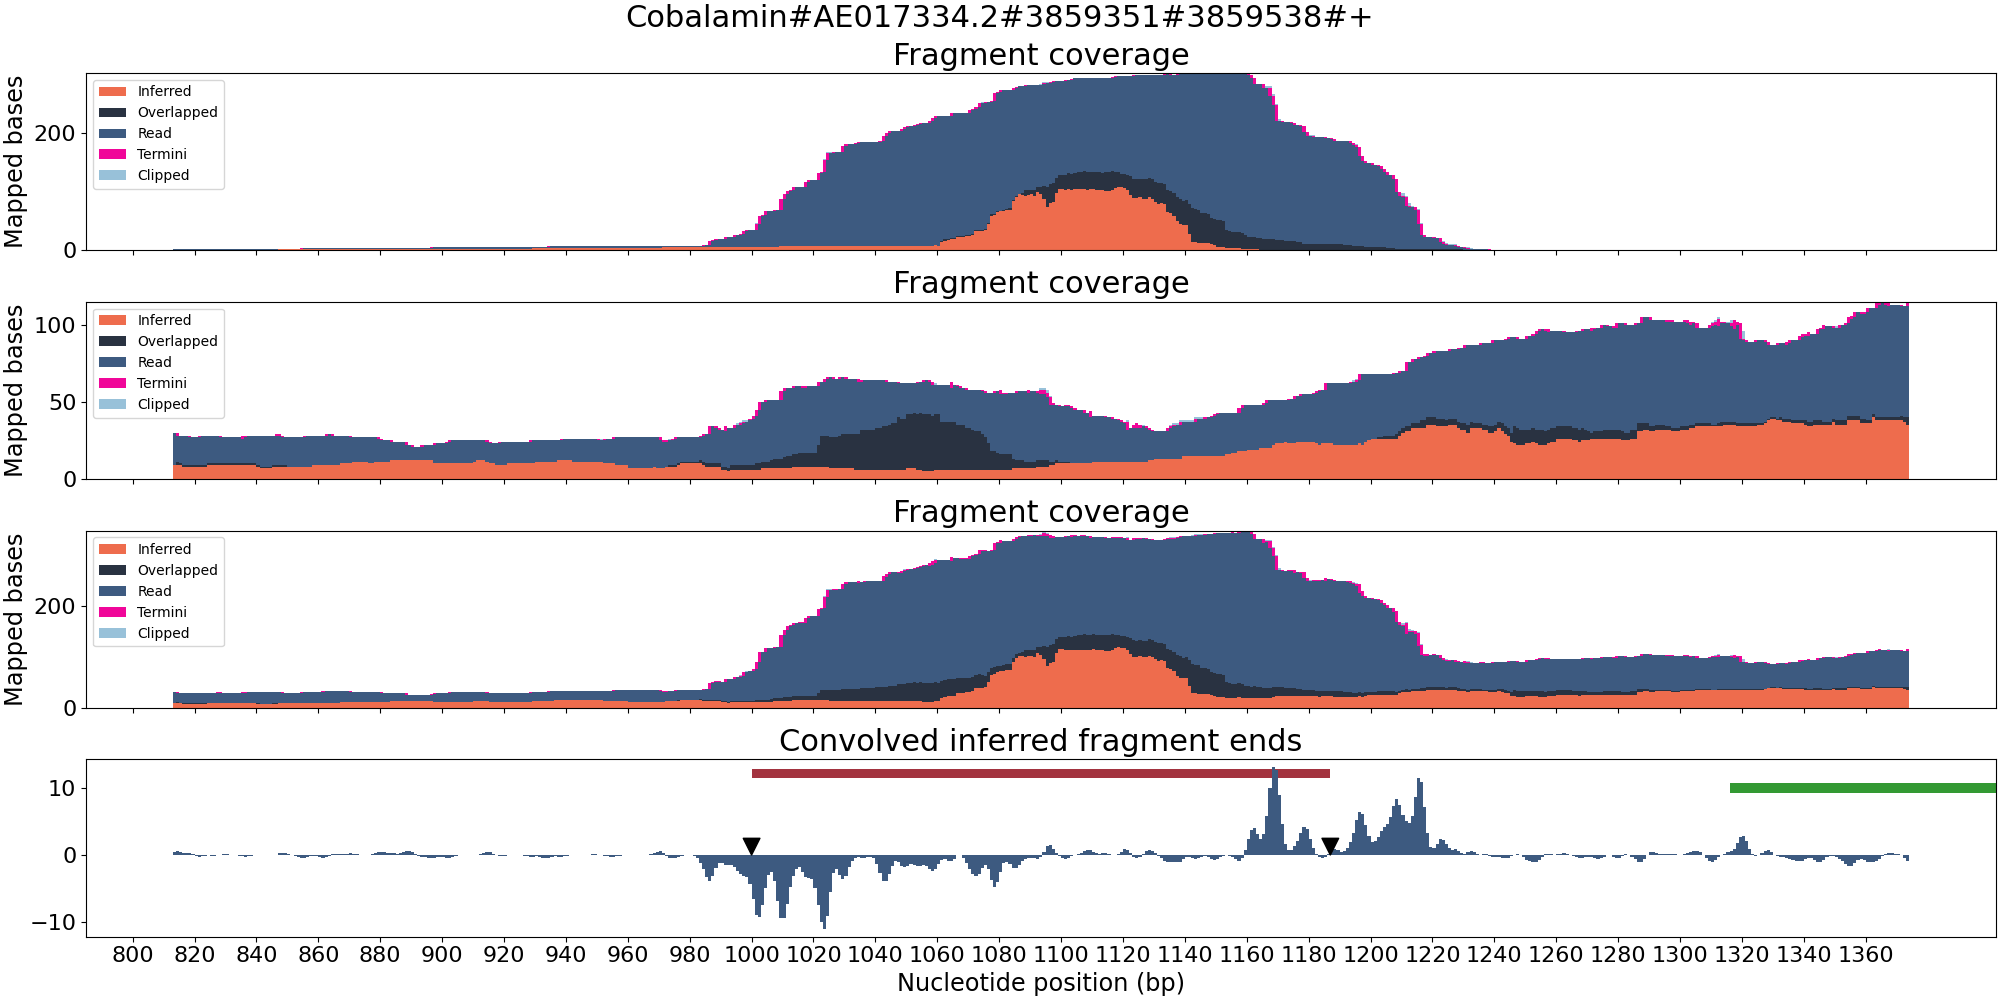 Cobalamin#AE017334.2#3859351#3859538#+
Fragment coverage
Mapped bases
200
0
Inferred
Overlapped
Read
Termini
Clipped
Fragment coverage
Mapped bases
100
50
0
Inferred
Overlapped
Read
Termini
Clipped
Fragment coverage
Mapped bases
200
0
Inferred
Overlapped
Read
Termini
Clipped
Convolved inferred fragment ends
10
0
−10
800 820 840 860 880 900 920 940 960 980 1000 1020 1040 1060 1080 1100 1120 1140 1160 1180 1200 1220 1240 1260 1280 1300 1320 1340 1360
Nucleotide position (bp)